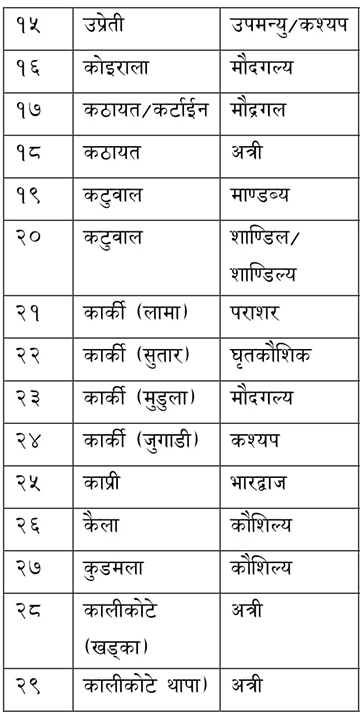 १५ उप्रेती उपमन्यु/कश्यप
१६ कोइराला मौदगल्य
१७ कठायत/कर्टाईन मौद्रगल
१८ कठायत अत्री
१९ कटुवाल माण्डब्य
२० कटुवाल शाण्डिल/
शाण्डिल्य
२१ कार्की (लामा) पराशर
२२ कार्की (सुतार) घृतकौशिक
२३ कार्की (मुडुला) मौदगल्य
२४ कार्की (जुगाडी) कश्यप
२५ काप्री भारद्वाज
२६ कैला कौशिल्य
२७ कुडमला कौशिल्य
२८ कालीकोटे अत्री
(खड्का)
२९ कालीकोटे थापा) अत्री